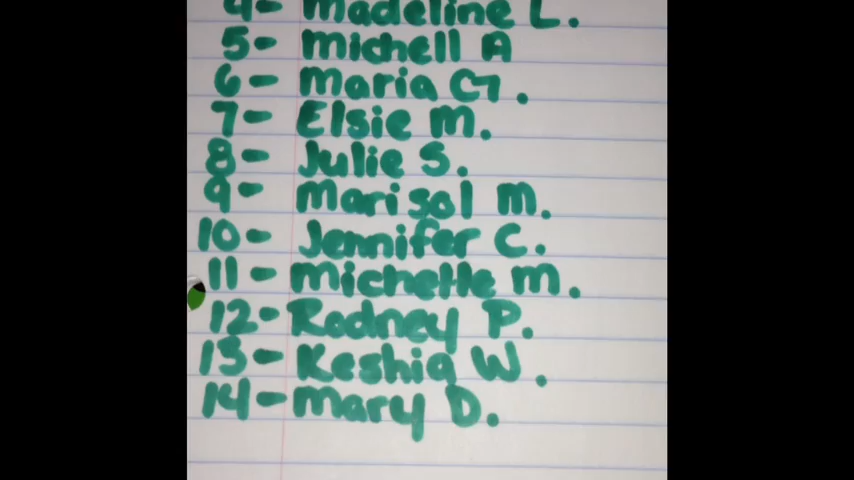 4- Madeline L.
5- Michell A
6- Maria G.
7- Elsie M.
8- Julie S.
9- Marisol M.
10- Jennifer C.
11- Michelle M.
12- Rodney P.
13- Keshia W.
14- Mary D.